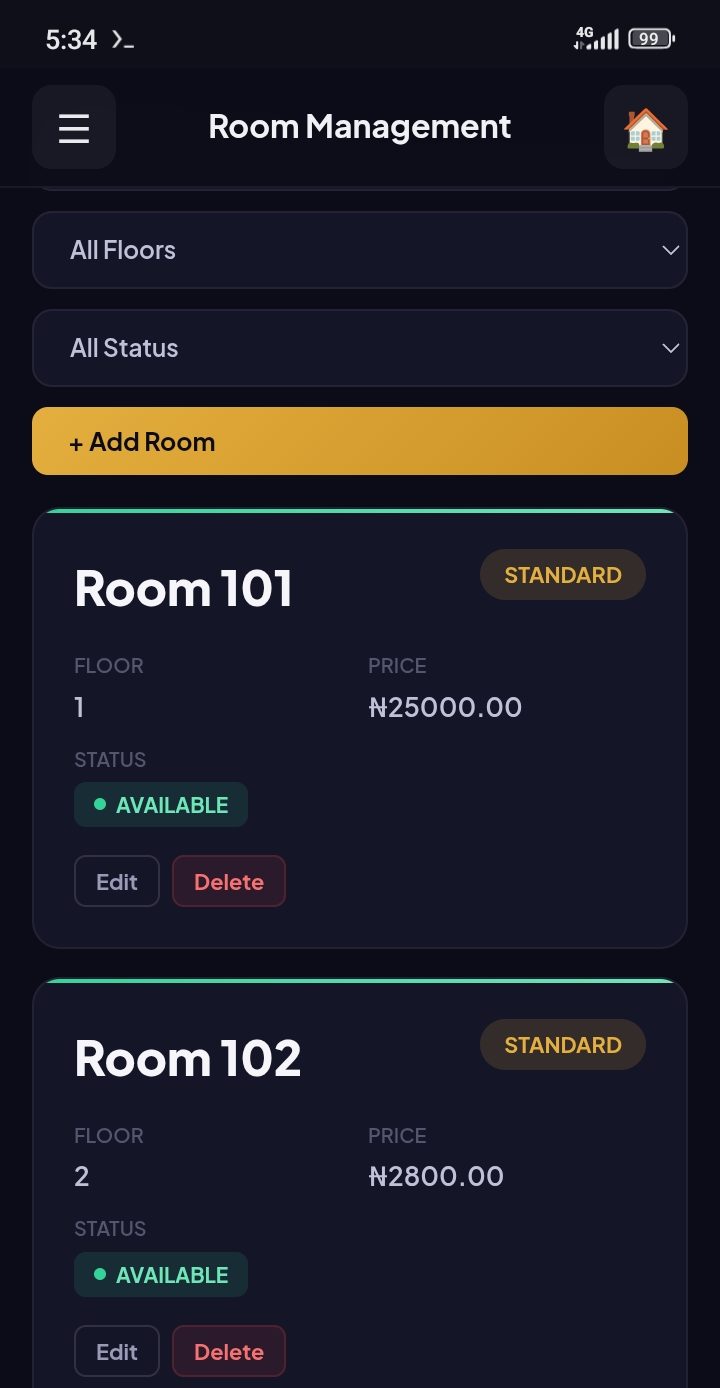 5:34 >_ 4G 99
☰ Room Management
All Floors
All Status
+ Add Room
Room 101 STANDARD
FLOOR PRICE
1 ₦25000.00
STATUS
AVAILABLE
Edit Delete
Room 102 STANDARD
FLOOR PRICE
2 ₦2800.00
STATUS
AVAILABLE
Edit Delete